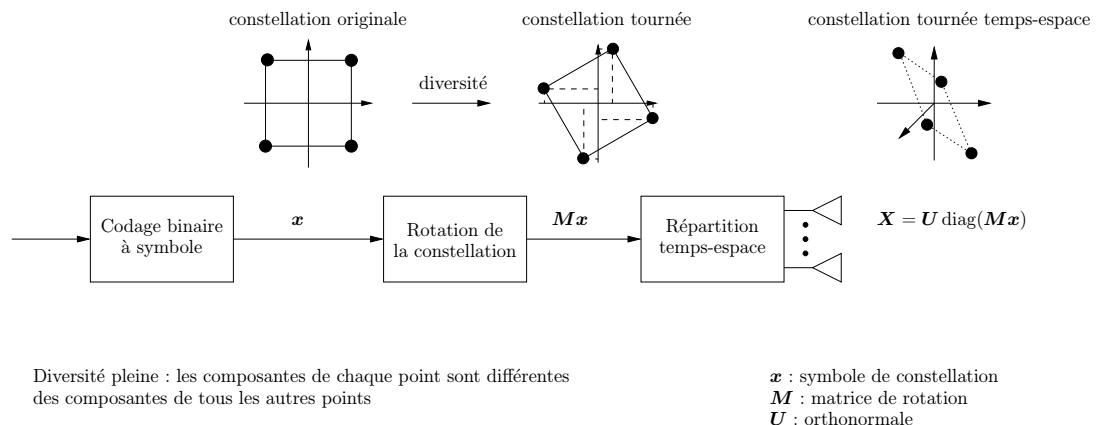 constellation originale
constellation tournée
constellation tournée temps-espace
diversité
Codage binaire
à symbole
x
Rotation de
la constellation
Mx
Répartition
temps-espace
X = U diag(Mx)
Diversité pleine : les composantes de chaque point sont différentes
des composantes de tous les autres points
x : symbole de constellation
M : matrice de rotation
U : orthonormale